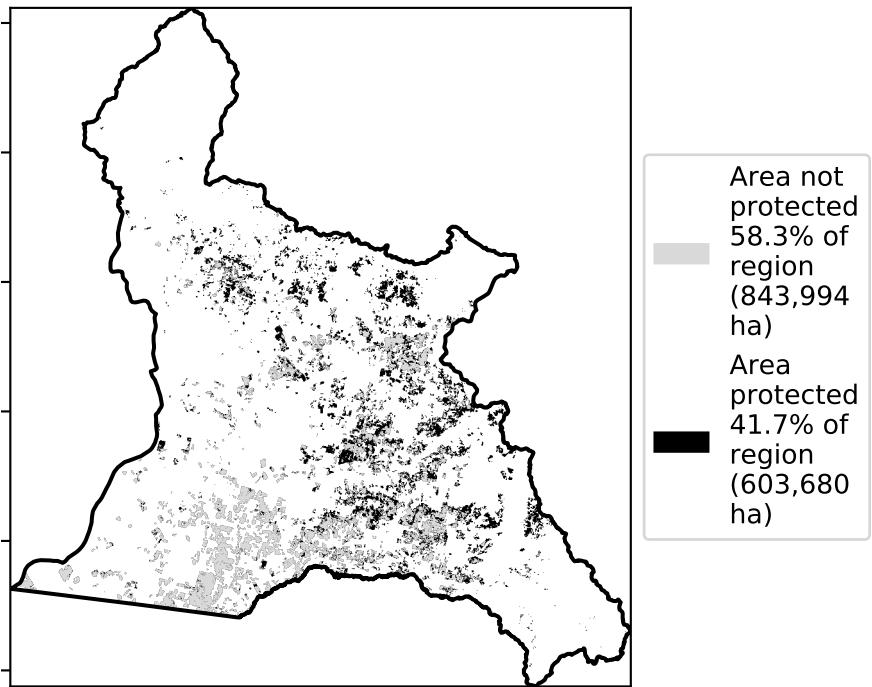 Area not
protected
58.3% of
region
(843,994
ha)
Area
protected
41.7% of
region
(603,680
ha)